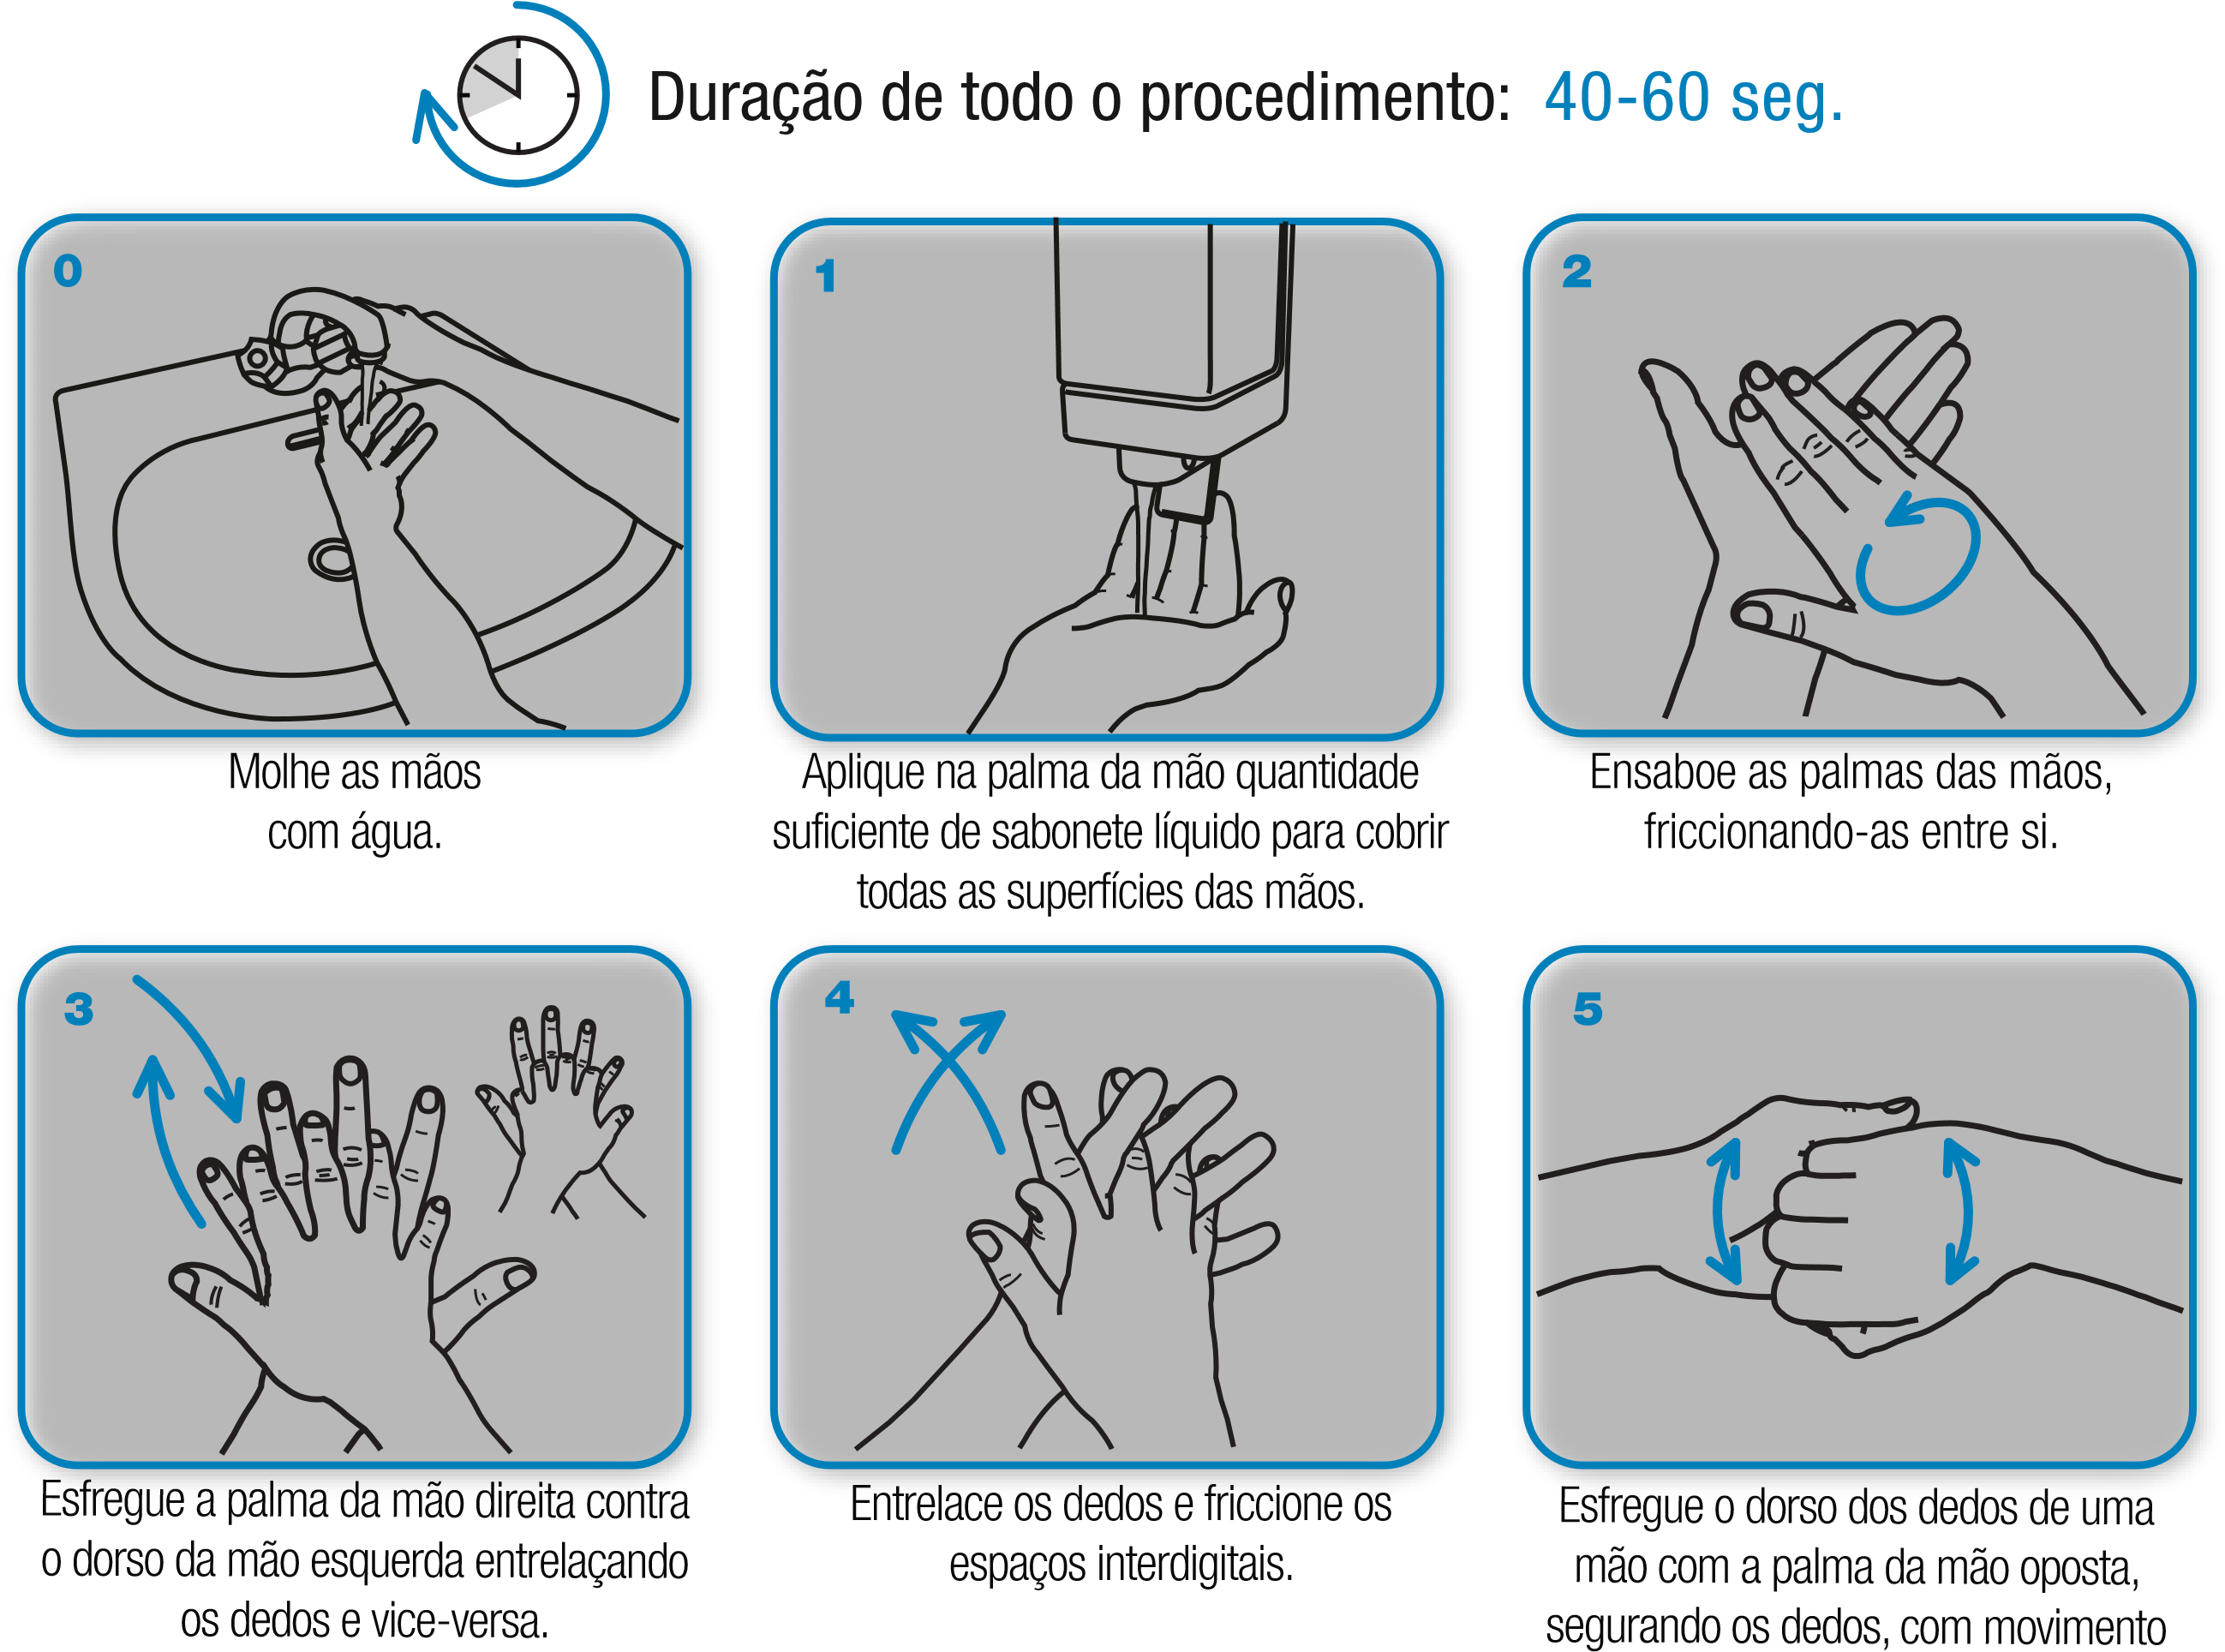 Duração de todo o procedimento: 40-60 seg.
0
Molhe as mãos
com água.
1
Aplique na palma da mão quantidade
suficiente de sabonete líquido para cobrir
todas as superfícies das mãos.
2
Ensaboe as palmas das mãos,
friccionando-as entre si.
3
Esfregue a palma da mão direita contra
o dorso da mão esquerda entrelaçando
os dedos e vice-versa.
4
Entrelace os dedos e friccione os
espaços interdigitais.
5
Esfregue o dorso dos dedos de uma
mão com a palma da mão oposta,
segurando os dedos, com movimento